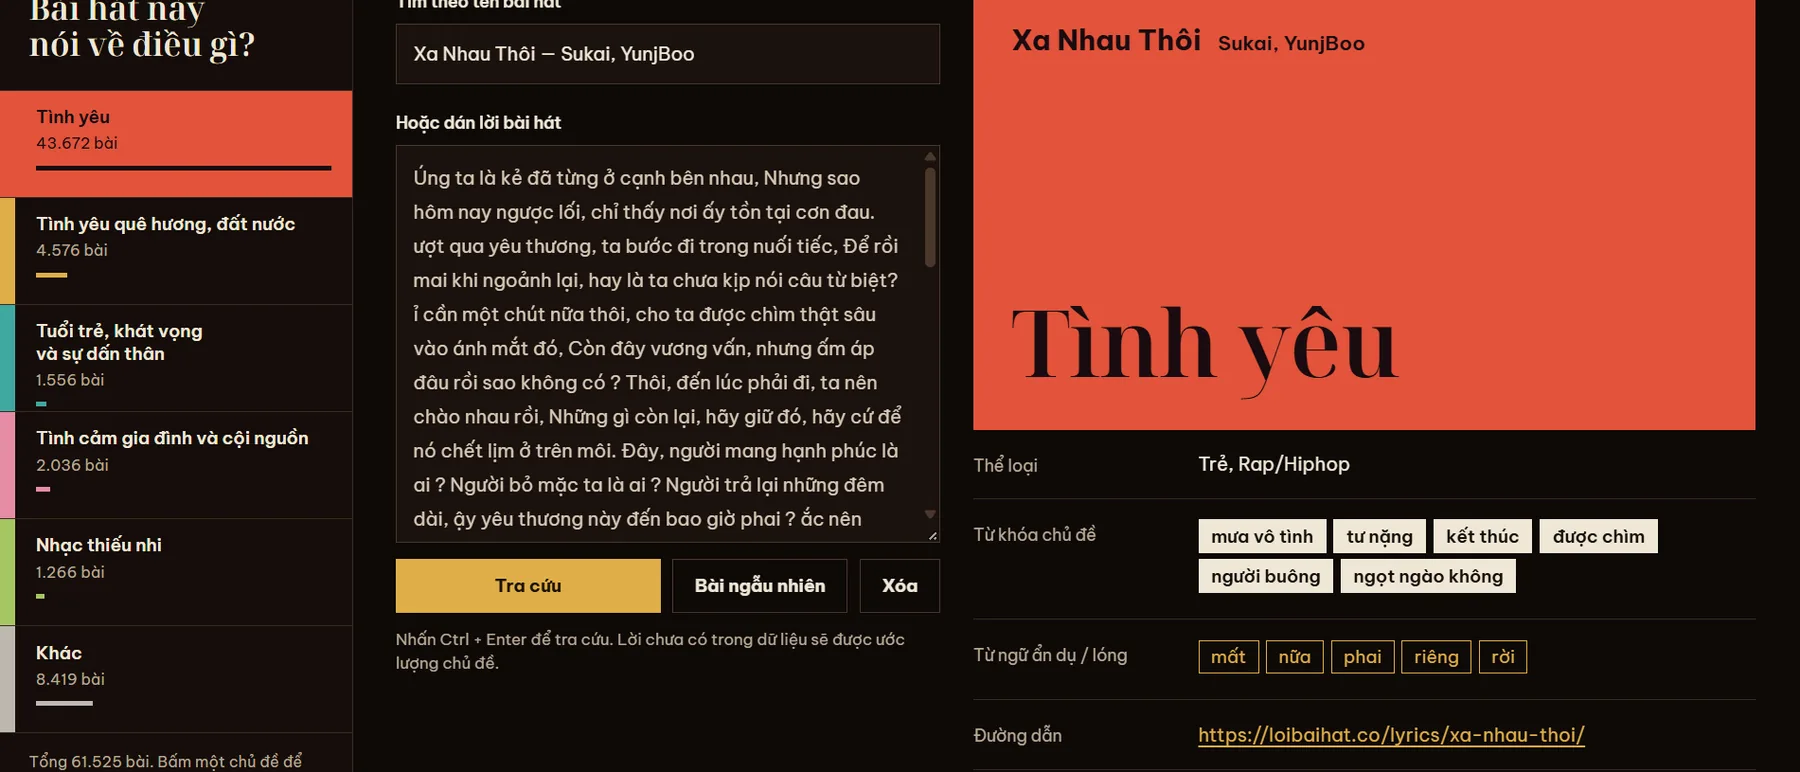 Bài hát này
nói về điều gì?
Tình yêu
43.672 bài
Tình yêu quê hương, đất nước
4.576 bài
Tuổi trẻ, khát vọng
và sự dấn thân
1.556 bài
Tình cảm gia đình và cội nguồn
2.036 bài
Nhạc thiếu nhi
1.266 bài
Khác
8.419 bài
Tổng 61.525 bài. Bấm một chủ đề để
Tìm theo tên bài hát
Xa Nhau Thôi — Sukai, YunjBoo
Hoặc dán lời bài hát
Úng ta là kẻ đã từng ở cạnh bên nhau, Nhưng sao
hôm nay ngược lối, chỉ thấy nơi ấy tồn tại cơn đau.
ượt qua yêu thương, ta bước đi trong nuối tiếc, Để rồi
mai khi ngoảnh lại, hay là ta chưa kịp nói câu từ biệt?
ỉ cần một chút nữa thôi, cho ta được chìm thật sâu
vào ánh mắt đó, Còn đây vương vấn, nhưng ấm áp
đâu rồi sao không có ? Thôi, đến lúc phải đi, ta nên
chào nhau rồi, Những gì còn lại, hãy giữ đó, hãy cứ để
nó chết lịm ở trên môi. Đây, người mang hạnh phúc là
ai ? Người bỏ mặc ta là ai ? Người trả lại những đêm
dài, ậy yêu thương này đến bao giờ phai ? ắc nên
Tra cứu
Bài ngẫu nhiên
Xóa
Nhấn Ctrl + Enter để tra cứu. Lời chưa có trong dữ liệu sẽ được ước
lượng chủ đề.
Xa Nhau Thôi Sukai, YunjBoo
Tình yêu
Thể loại
Trẻ, Rap/Hiphop
Từ khóa chủ đề
mưa vô tình
tư nặng
kết thúc
được chìm
người buông
ngọt ngào không
Từ ngữ ẩn dụ / lóng
mất
nữa
phai
riêng
rời
Đường dẫn
https://loibaihat.co/lyrics/xa-nhau-thoi/